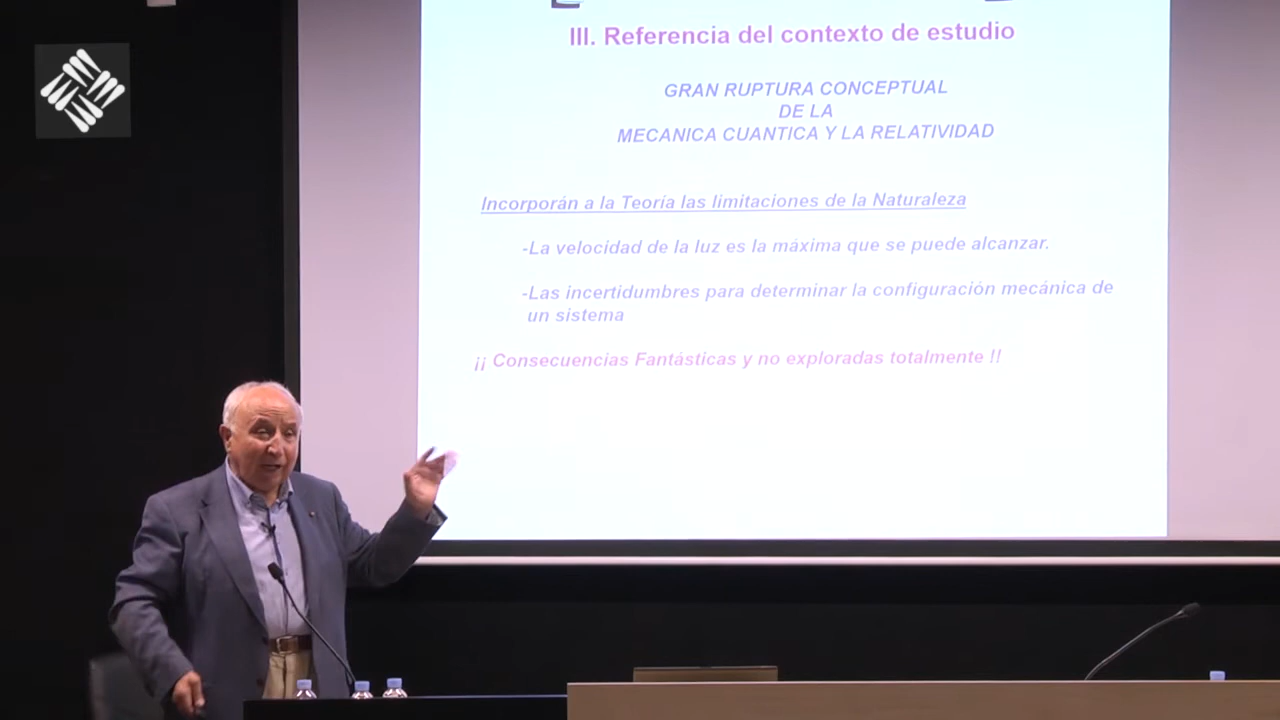 III. Referencia del contexto de estudio
GRAN RUPTURA CONCEPTUAL
DE LA
MECANICA CUANTICA Y LA RELATIVIDAD
Incorporán a la Teoría las limitaciones de la Naturaleza
-La velocidad de la luz es la máxima que se puede alcanzar.
-Las incertidumbres para determinar la configuración mecánica de
un sistema
¡¡ Consecuencias Fantásticas y no exploradas totalmente !!